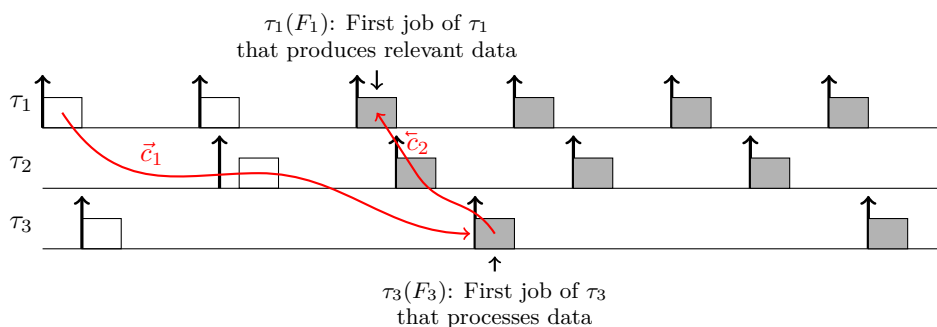 τ₁(F₁): First job of τ₁
that produces relevant data
τ₁
c⃗₁
c⃖₂
τ₂
τ₃
τ₃(F₃): First job of τ₃
that processes data